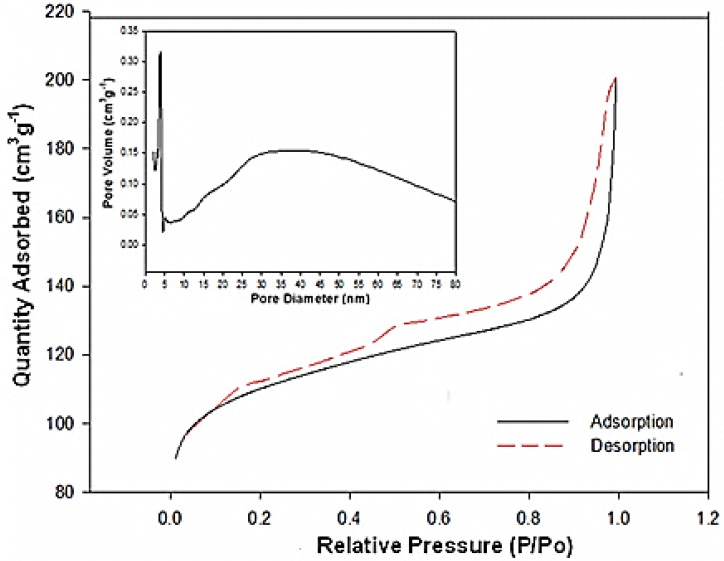 220
200
180
160
140
120
100
80
Quantity Adsorbed (cm³g⁻¹)
0.35
0.30
0.25
0.20
0.15
0.10
0.05
0.00
Pore Volume (cm³g⁻¹)
0 5 10 15 20 25 30 35 40 45 50 55 60 65 70 75 80
Pore Diameter (nm)
Adsorption
Desorption
0.0 0.2 0.4 0.6 0.8 1.0 1.2
Relative Pressure (P/Po)